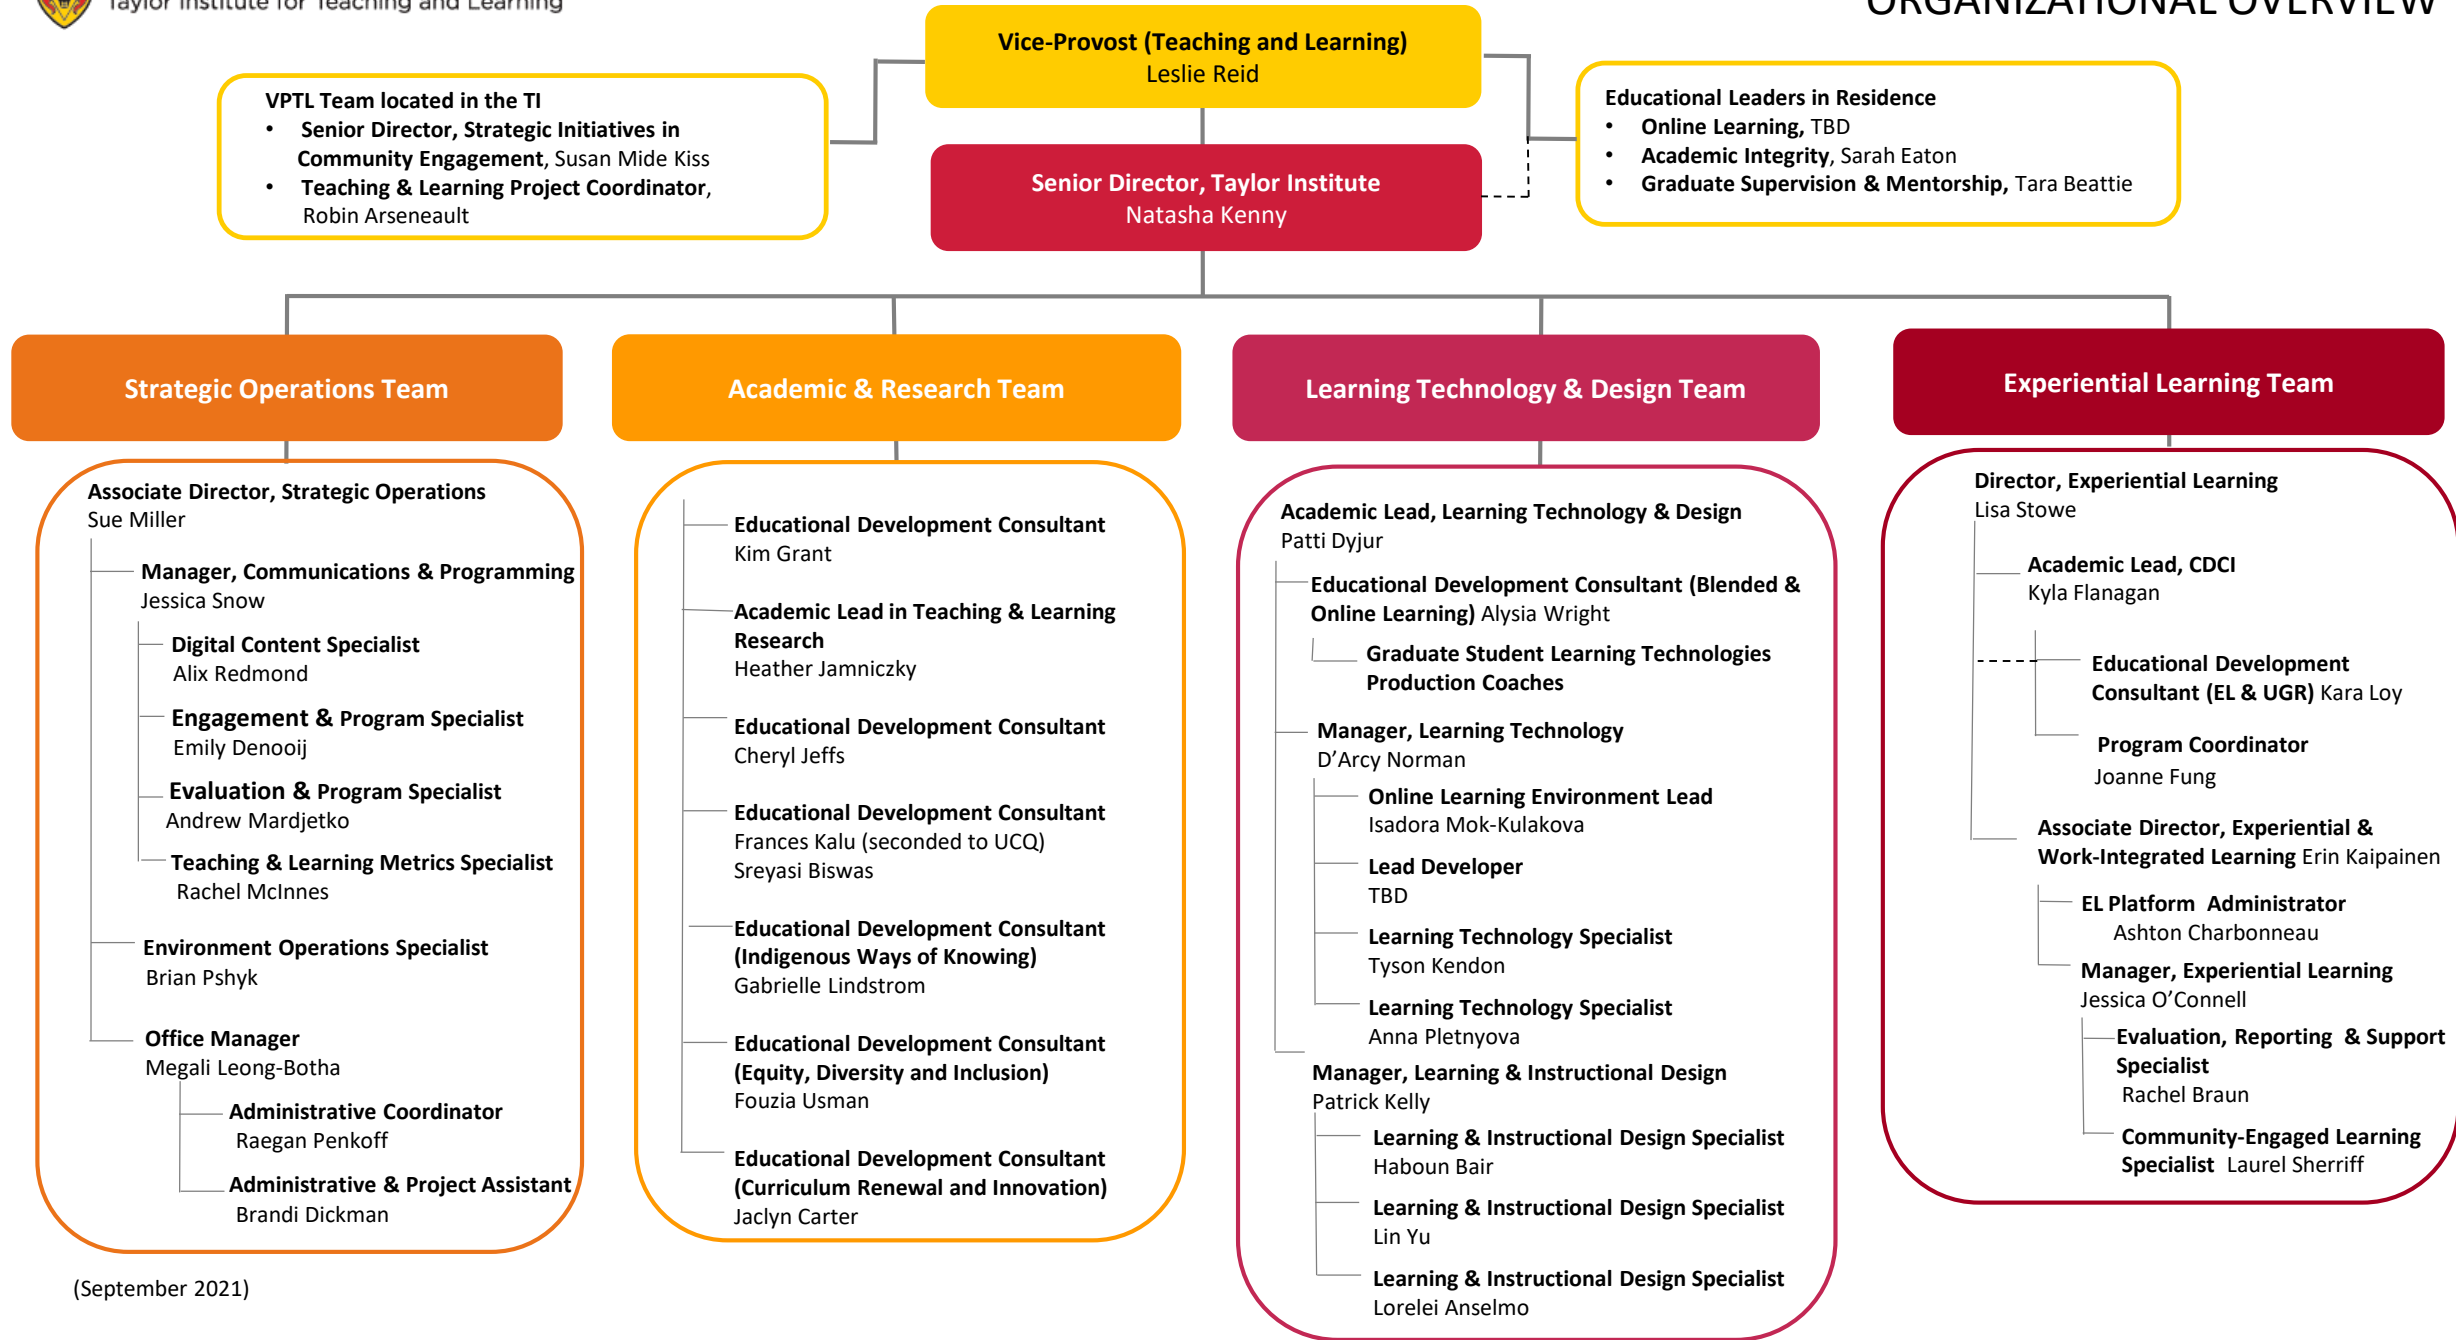 Taylor Institute for Teaching and Learning
ORGANIZATIONAL OVERVIEW
Vice-Provost (Teaching and Learning)
Leslie Reid
VPTL Team located in the TI
• Senior Director, Strategic Initiatives in
Community Engagement, Susan Mide Kiss
• Teaching & Learning Project Coordinator,
Robin Arseneault
Educational Leaders in Residence
• Online Learning, TBD
• Academic Integrity, Sarah Eaton
• Graduate Supervision & Mentorship, Tara Beattie
Senior Director, Taylor Institute
Natasha Kenny
Strategic Operations Team
Associate Director, Strategic Operations
Sue Miller
Manager, Communications & Programming
Jessica Snow
Digital Content Specialist
Alix Redmond
Engagement & Program Specialist
Emily Denooij
Evaluation & Program Specialist
Andrew Mardjetko
Teaching & Learning Metrics Specialist
Rachel McInnes
Environment Operations Specialist
Brian Pshyk
Office Manager
Megali Leong-Botha
Administrative Coordinator
Raegan Penkoff
Administrative & Project Assistant
Brandi Dickman
Academic & Research Team
Educational Development Consultant
Kim Grant
Academic Lead in Teaching & Learning
Research
Heather Jamniczky
Educational Development Consultant
Cheryl Jeffs
Educational Development Consultant
Frances Kalu (seconded to UCQ)
Sreyasi Biswas
Educational Development Consultant
(Indigenous Ways of Knowing)
Gabrielle Lindstrom
Educational Development Consultant
(Equity, Diversity and Inclusion)
Fouzia Usman
Educational Development Consultant
(Curriculum Renewal and Innovation)
Jaclyn Carter
Learning Technology & Design Team
Academic Lead, Learning Technology & Design
Patti Dyjur
Educational Development Consultant (Blended &
Online Learning) Alysia Wright
Graduate Student Learning Technologies
Production Coaches
Manager, Learning Technology
D’Arcy Norman
Online Learning Environment Lead
Isadora Mok-Kulakova
Lead Developer
TBD
Learning Technology Specialist
Tyson Kendon
Learning Technology Specialist
Anna Pletnyova
Manager, Learning & Instructional Design
Patrick Kelly
Learning & Instructional Design Specialist
Haboun Bair
Learning & Instructional Design Specialist
Lin Yu
Learning & Instructional Design Specialist
Lorelei Anselmo
Experiential Learning Team
Director, Experiential Learning
Lisa Stowe
Academic Lead, CDCI
Kyla Flanagan
Educational Development
Consultant (EL & UGR) Kara Loy
Program Coordinator
Joanne Fung
Associate Director, Experiential &
Work-Integrated Learning Erin Kaipainen
EL Platform Administrator
Ashton Charbonneau
Manager, Experiential Learning
Jessica O’Connell
Evaluation, Reporting & Support
Specialist
Rachel Braun
Community-Engaged Learning
Specialist Laurel Sherriff
(September 2021)